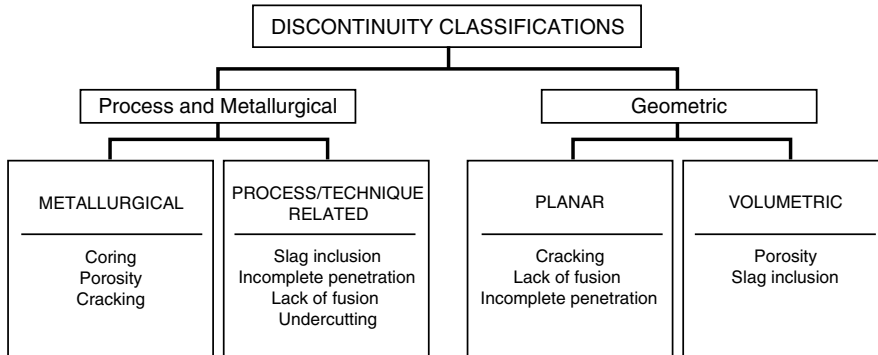 DISCONTINUITY CLASSIFICATIONS
Process and Metallurgical
Geometric
METALLURGICAL
Coring
Porosity
Cracking
PROCESS/TECHNIQUE
RELATED
Slag inclusion
Incomplete penetration
Lack of fusion
Undercutting
PLANAR
Cracking
Lack of fusion
Incomplete penetration
VOLUMETRIC
Porosity
Slag inclusion